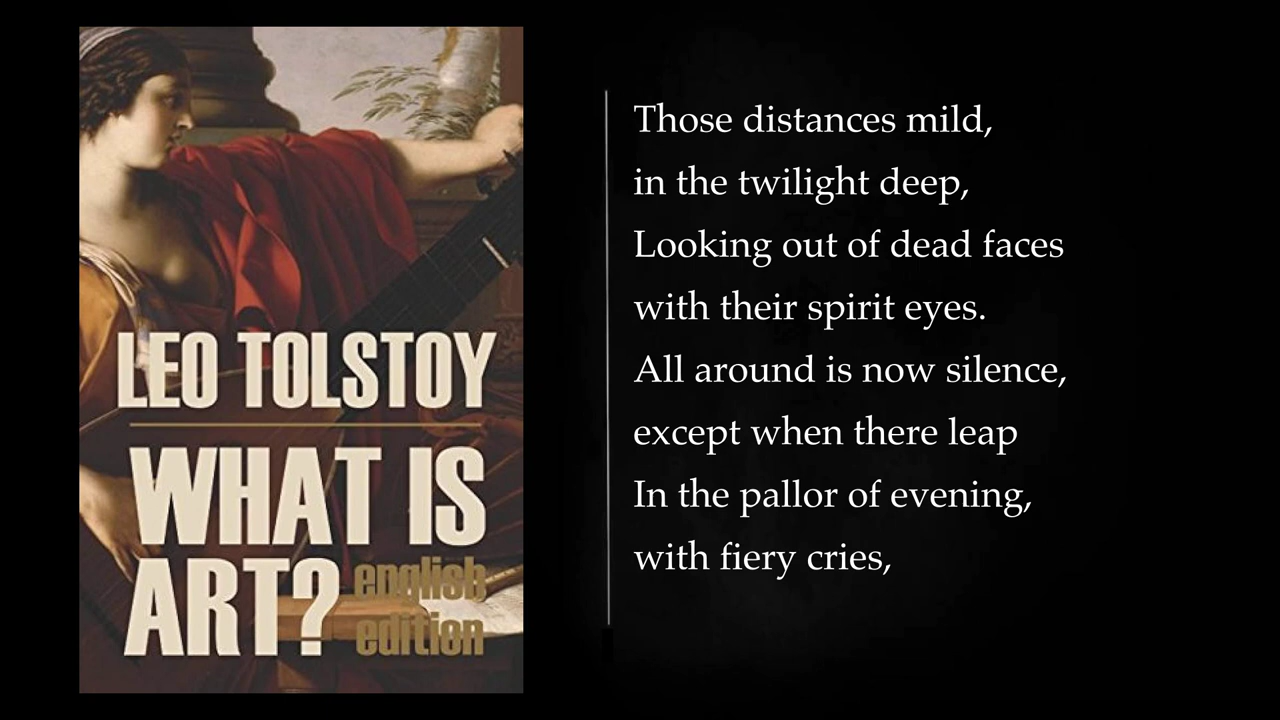 LEO TOLSTOY
WHAT IS
ART?
english
edition
Those distances mild,
in the twilight deep,
Looking out of dead faces
with their spirit eyes.
All around is now silence,
except when there leap
In the pallor of evening,
with fiery cries,